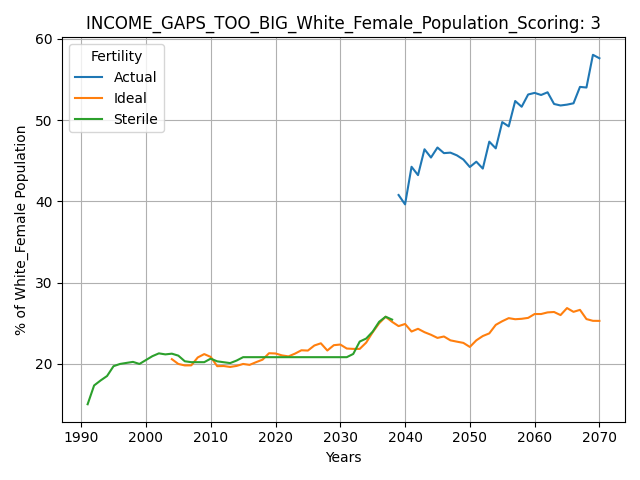 INCOME_GAPS_TOO_BIG_White_Female_Population_Scoring: 3
Fertility
Actual
Ideal
Sterile
% of White_Female Population
60
50
40
30
20
1990 2000 2010 2020 2030 2040 2050 2060 2070
Years